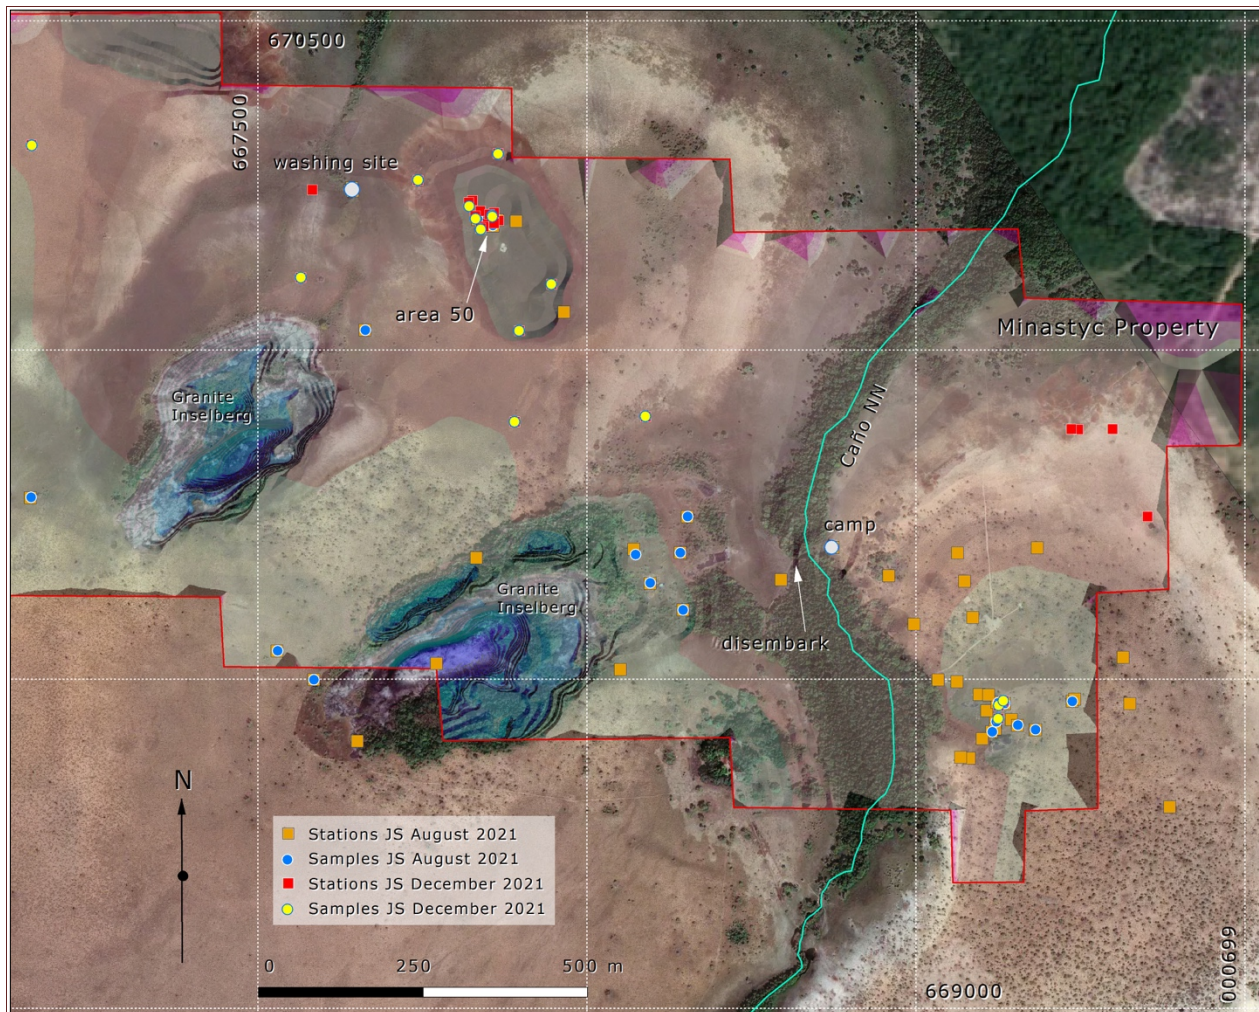 670500
667500
washing site
area 50
Minastyc Property
Granite
Inselberg
Caño NN
camp
Granite
Inselberg
disembark
N
Stations JS August 2021
Samples JS August 2021
Stations JS December 2021
Samples JS December 2021
0 250 500 m
669000
669000